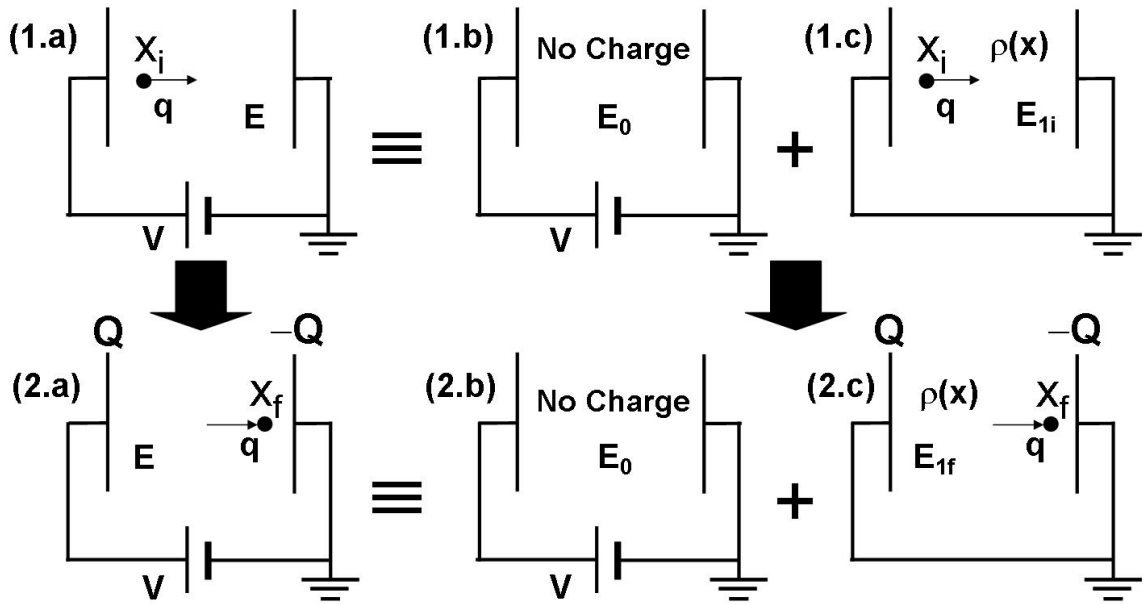 (1.a) Xi q E V
≡
(1.b) No Charge E0 V
+
(1.c) Xi q ρ(x) E1i
Q −Q
(2.a) E Xf q V
≡
(2.b) No Charge E0 V
+
Q −Q
(2.c) ρ(x) Xf q E1f